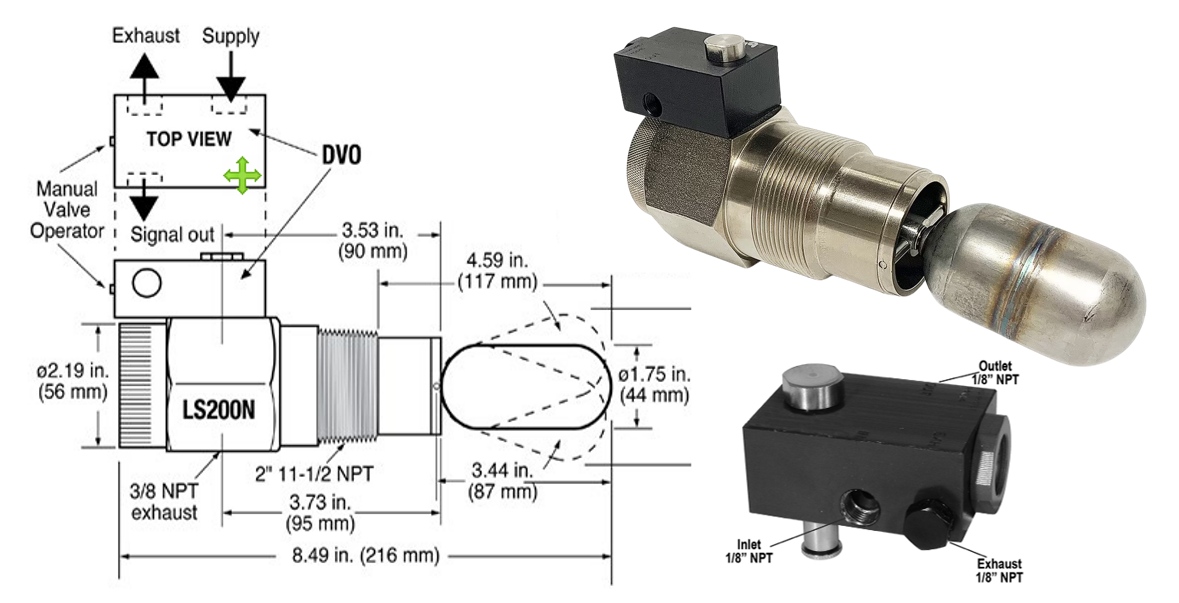 Exhaust Supply
TOP VIEW
DVO
Manual
Valve
Operator
Signal out
3.53 in.
(90 mm)
4.59 in.
(117 mm)
ø2.19 in.
(56 mm)
ø1.75 in.
(44 mm)
LS200N
2" 11-1/2 NPT
3.44 in.
(87 mm)
3/8 NPT
exhaust
3.73 in.
(95 mm)
8.49 in. (216 mm)
Outlet
1/8" NPT
Inlet
1/8" NPT
Exhaust
1/8" NPT